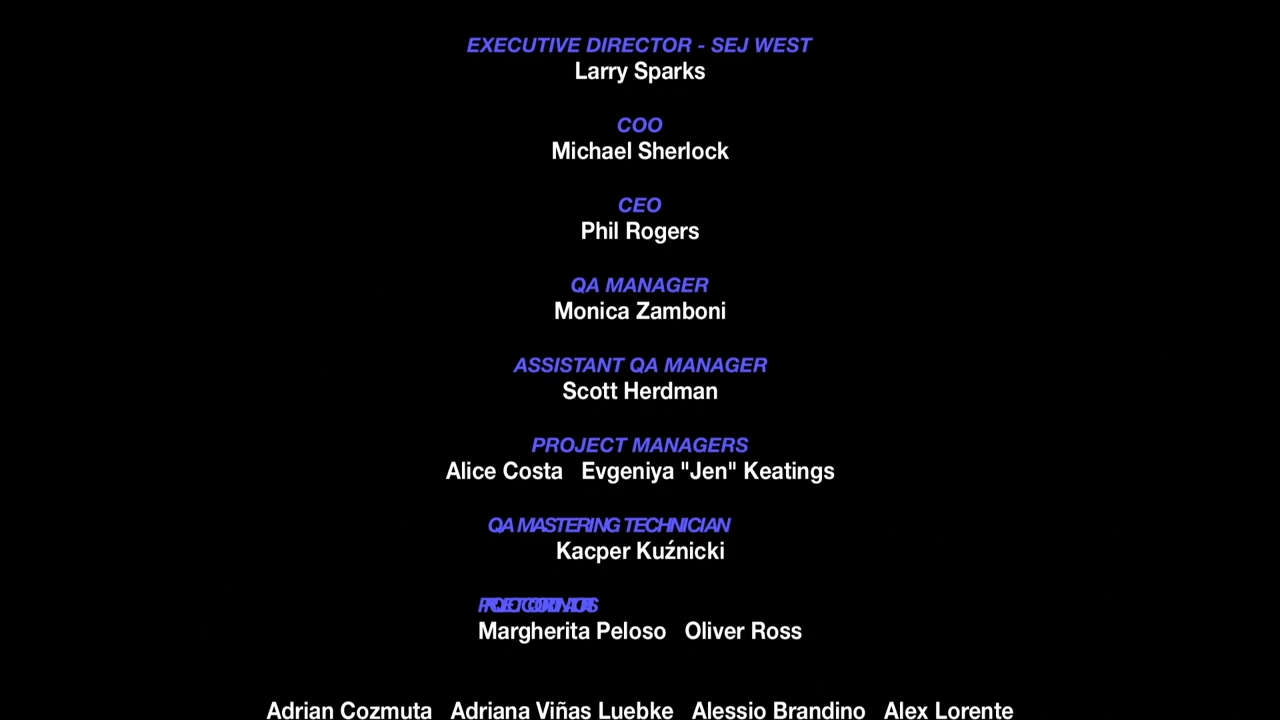 EXECUTIVE DIRECTOR - SEJ WEST
Larry Sparks
COO
Michael Sherlock
CEO
Phil Rogers
QA MANAGER
Monica Zamboni
ASSISTANT QA MANAGER
Scott Herdman
PROJECT MANAGERS
Alice Costa Evgeniya "Jen" Keatings
QA MASTERING TECHNICIAN
Kacper Kuźnicki
PROJECT COORDINATORS
Margherita Peloso Oliver Ross
Adrian Cozmuta Adriana Viñas Luebke Alessio Brandino Alex Lorente